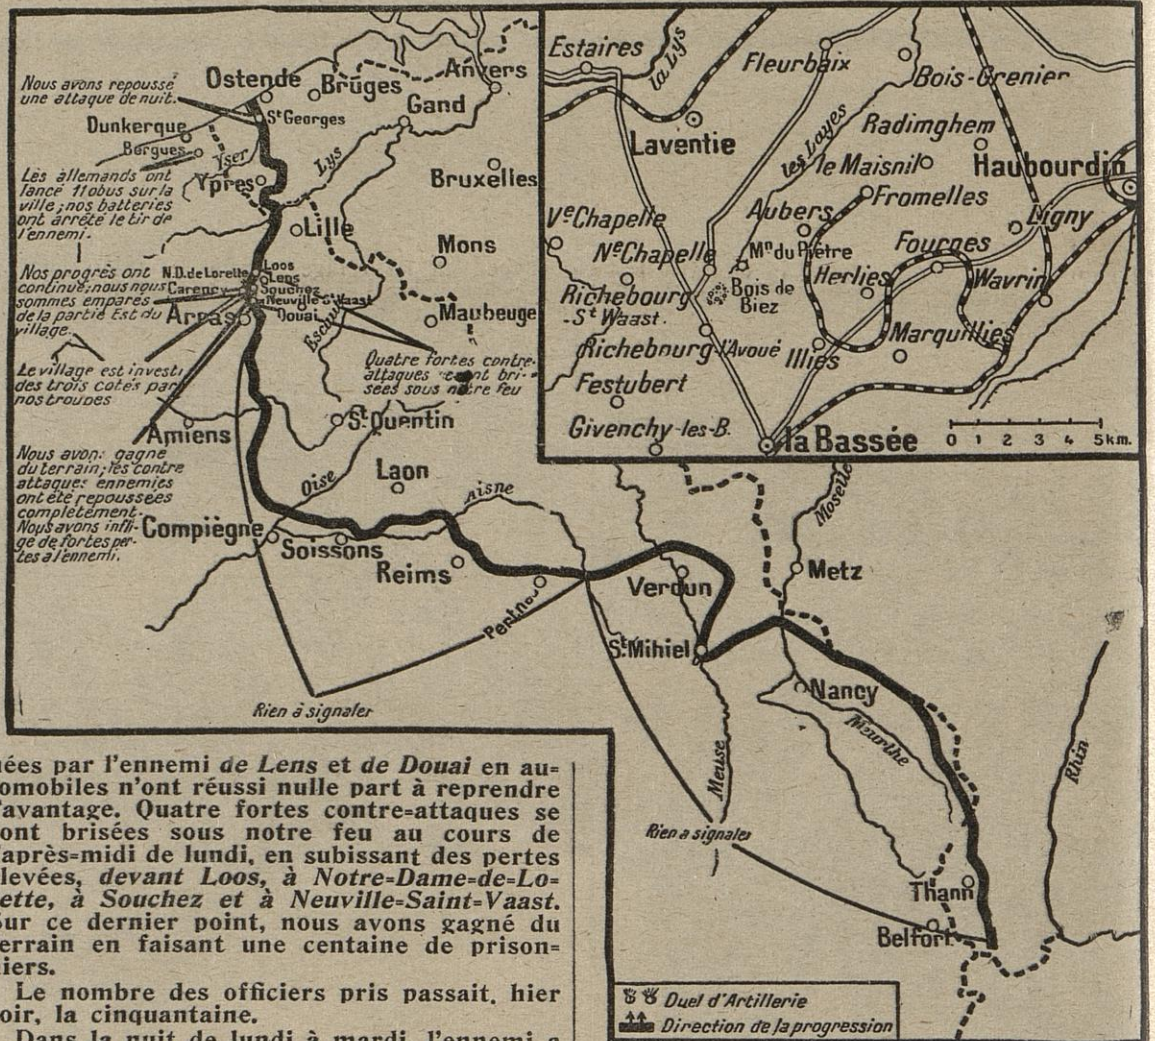 Nous avons repoussé
une attaque de nuit.
Ostende
Bruges
Anvers
Gand
St Georges
Dunkerque
Bergues
Yser
Lys
Ypres
Bruxelles
Les allemands ont
lancé 11 obus sur la
ville; nos batteries
ont arrêté le tir de
l'ennemi.
Lille
Mons
Nos progrès ont
continué; nous nous
sommes emparés
de la partie Est du
village.
N.D. de Lorette
Loos
Lens
Carency
Souchez
Neuville St Vaast
Douai
Arras
Escaut
Maubeuge
Le village est investi
des trois cotés par
nos troupes
Quatre fortes contre-
attaques se sont bri-
sées sous notre feu
Amiens
St Quentin
Nous avons gagné
du terrain; les contre
attaques ennemies
ont été repoussées
complètement.
Nous avons infli-
gé de fortes per-
tes a l'ennemi.
Oise
Laon
Aisne
Compiègne
Soissons
Reims
Verdun
Metz
Moselle
Perthes
St Mihiel
Nancy
Meurthe
Rien à signaler
Meuse
Rhin
Rien a signaler
Thann
Belfort
Estaires
la Lys
Fleurbaix
Bois-Grenier
Laventie
les Layes
Radimghem
le Maisnil
Haubourdin
Fromelles
Aubers
Ligny
Ve Chapelle
Ne Chapelle
Mn du Piètre
Fournes
Herlies
Wavrin
Richebourg
-St Waast.
Bois de
Biez
Marquillies
Richebourg-l'Avoué
Illies
Festubert
Givenchy-les-B.
la Bassée
0 1 2 3 4 5 km.
Duel d'Artillerie
Direction de la progression
nées par l'ennemi de Lens et de Douai en au=
omobiles n'ont réussi nulle part à reprendre
'avantage. Quatre fortes contre=attaques se
ont brisées sous notre feu au cours de
'après=midi de lundi, en subissant des pertes
levées, devant Loos, à Notre=Dame=de=Lo=
ette, à Souchez et à Neuville=Saint=Vaast.
Sur ce dernier point, nous avons gagné du
errain en faisant une centaine de prison=
iers.
Le nombre des officiers pris passait, hier
oir, la cinquantaine.
Dans la nuit de lundi à mardi, l'ennemi a